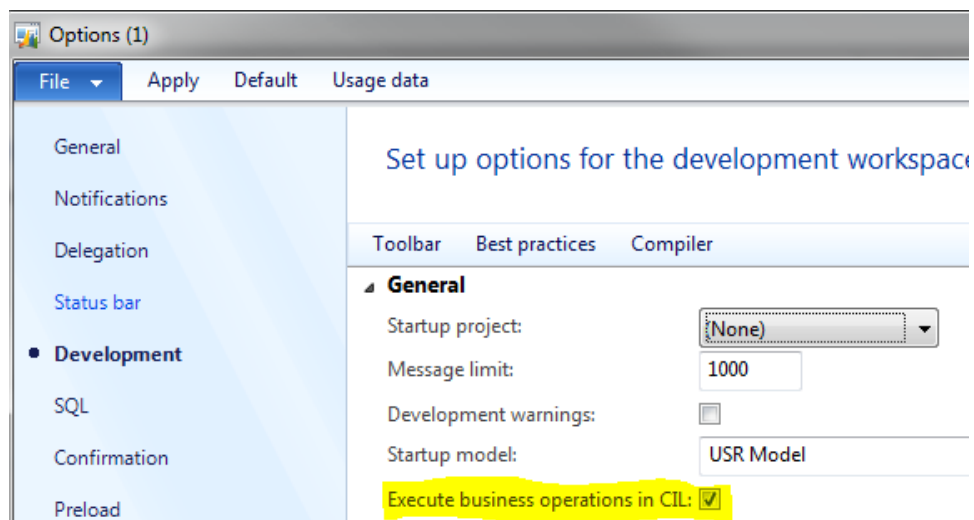 Options (1)
File Apply Default Usage data
General
Notifications
Delegation
Status bar
Development
SQL
Confirmation
Preload
Set up options for the development workspace
Toolbar Best practices Compiler
General
Startup project: (None)
Message limit: 1000
Development warnings:
Startup model: USR Model
Execute business operations in CIL: